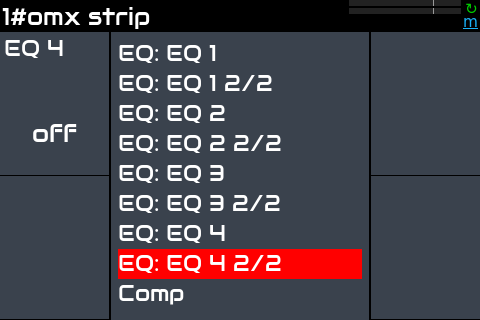 1#omx strip
m
EQ 4
off
EQ: EQ 1
EQ: EQ 1 2/2
EQ: EQ 2
EQ: EQ 2 2/2
EQ: EQ 3
EQ: EQ 3 2/2
EQ: EQ 4
EQ: EQ 4 2/2
Comp